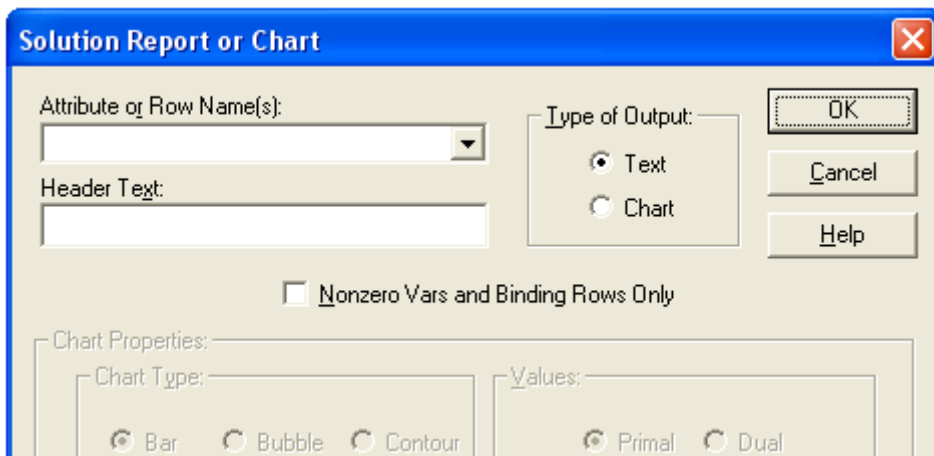 Solution Report or Chart
Attribute or Row Name(s):
Header Text:
Type of Output:
Text
Chart
OK
Cancel
Help
Nonzero Vars and Binding Rows Only
Chart Properties:
Chart Type:
Bar Bubble Contour
Values:
Primal Dual